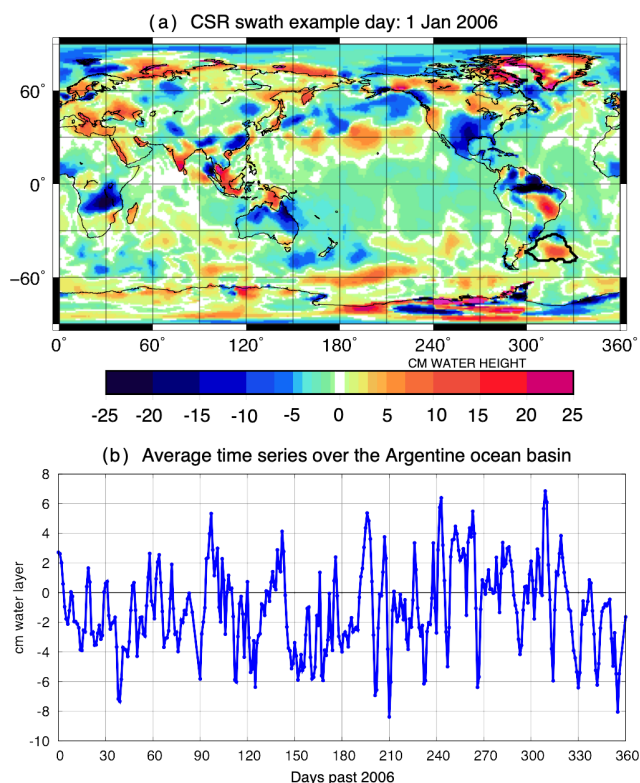 (a) CSR swath example day: 1 Jan 2006
60°
0°
−60°
0° 60° 120° 180° 240° 300° 360°
CM WATER HEIGHT
-25 -20 -15 -10 -5 0 5 10 15 20 25
(b) Average time series over the Argentine ocean basin
8
6
4
2
0
-2
-4
-6
-8
-10
cm water layer
0 30 60 90 120 150 180 210 240 270 300 330 360
Days past 2006